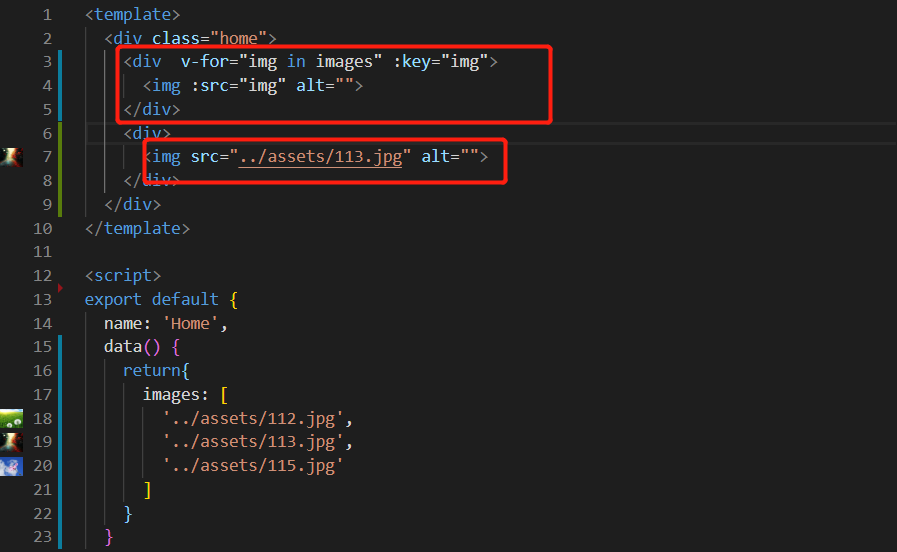 1 <template>
2 <div class="home">
3 <div  v-for="img in images" :key="img">
4 <img :src="img" alt="">
5 </div>
6 <div>
7 <img src="../assets/113.jpg" alt="">
8 </div>
9 </div>
10 </template>
11
12 <script>
13 export default {
14 name: 'Home',
15 data() {
16 return{
17 images: [
18 '../assets/112.jpg',
19 '../assets/113.jpg',
20 '../assets/115.jpg'
21 ]
22 }
23 }